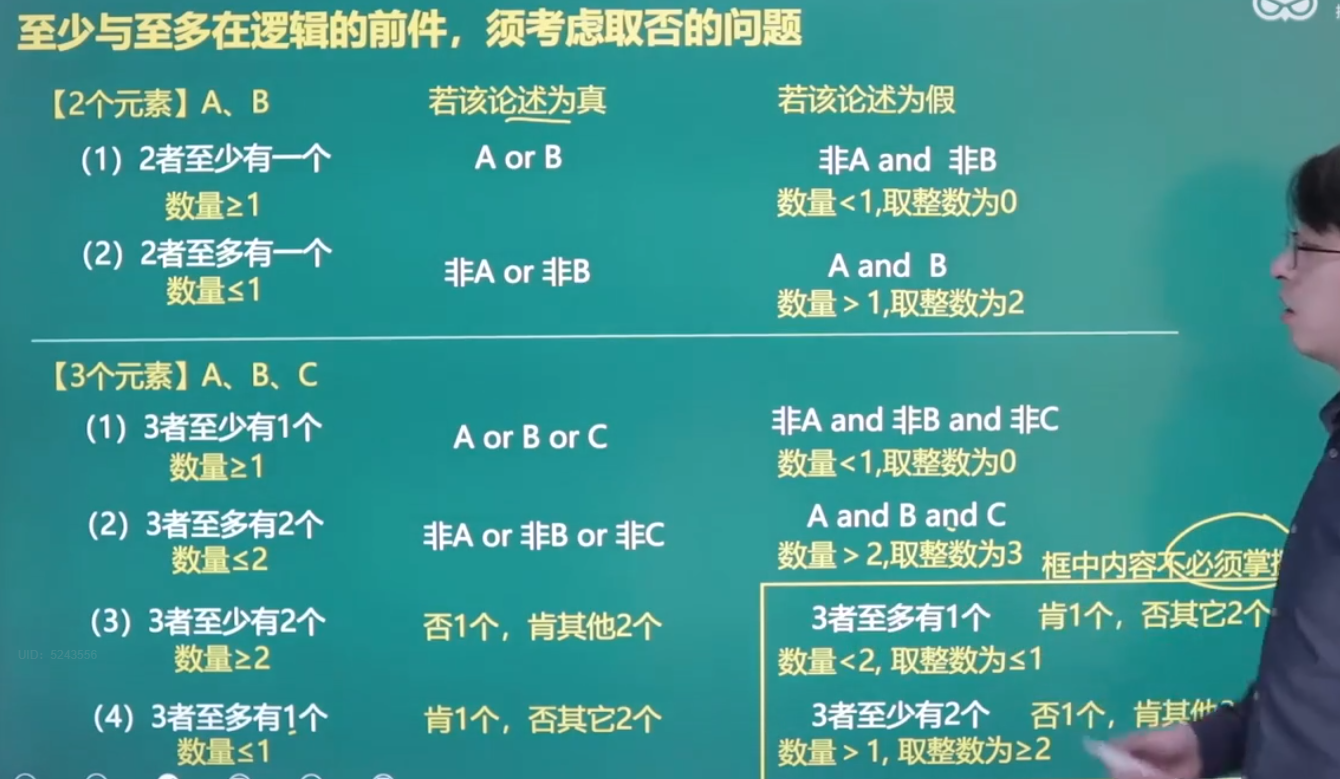 至少与至多在逻辑的前件，须考虑取否的问题
【2个元素】A、B 若该论述为真 若该论述为假
（1）2者至少有一个 A or B 非A and 非B
数量≥1 数量<1,取整数为0
（2）2者至多有一个 非A or 非B A and B
数量≤1 数量>1,取整数为2
【3个元素】A、B、C
（1）3者至少有1个 A or B or C 非A and 非B and 非C
数量≥1 数量<1,取整数为0
（2）3者至多有2个 非A or 非B or 非C A and B and C
数量≤2 数量>2,取整数为3 框中内容不必须掌
（3）3者至少有2个 否1个，肯其他2个 3者至多有1个 肯1个，否其它2个
数量≥2 数量<2, 取整数为≤1
UID: 5243556
（4）3者至多有1个 肯1个，否其它2个 3者至少有2个 否1个，肯其他
数量≤1 数量>1, 取整数为≥2